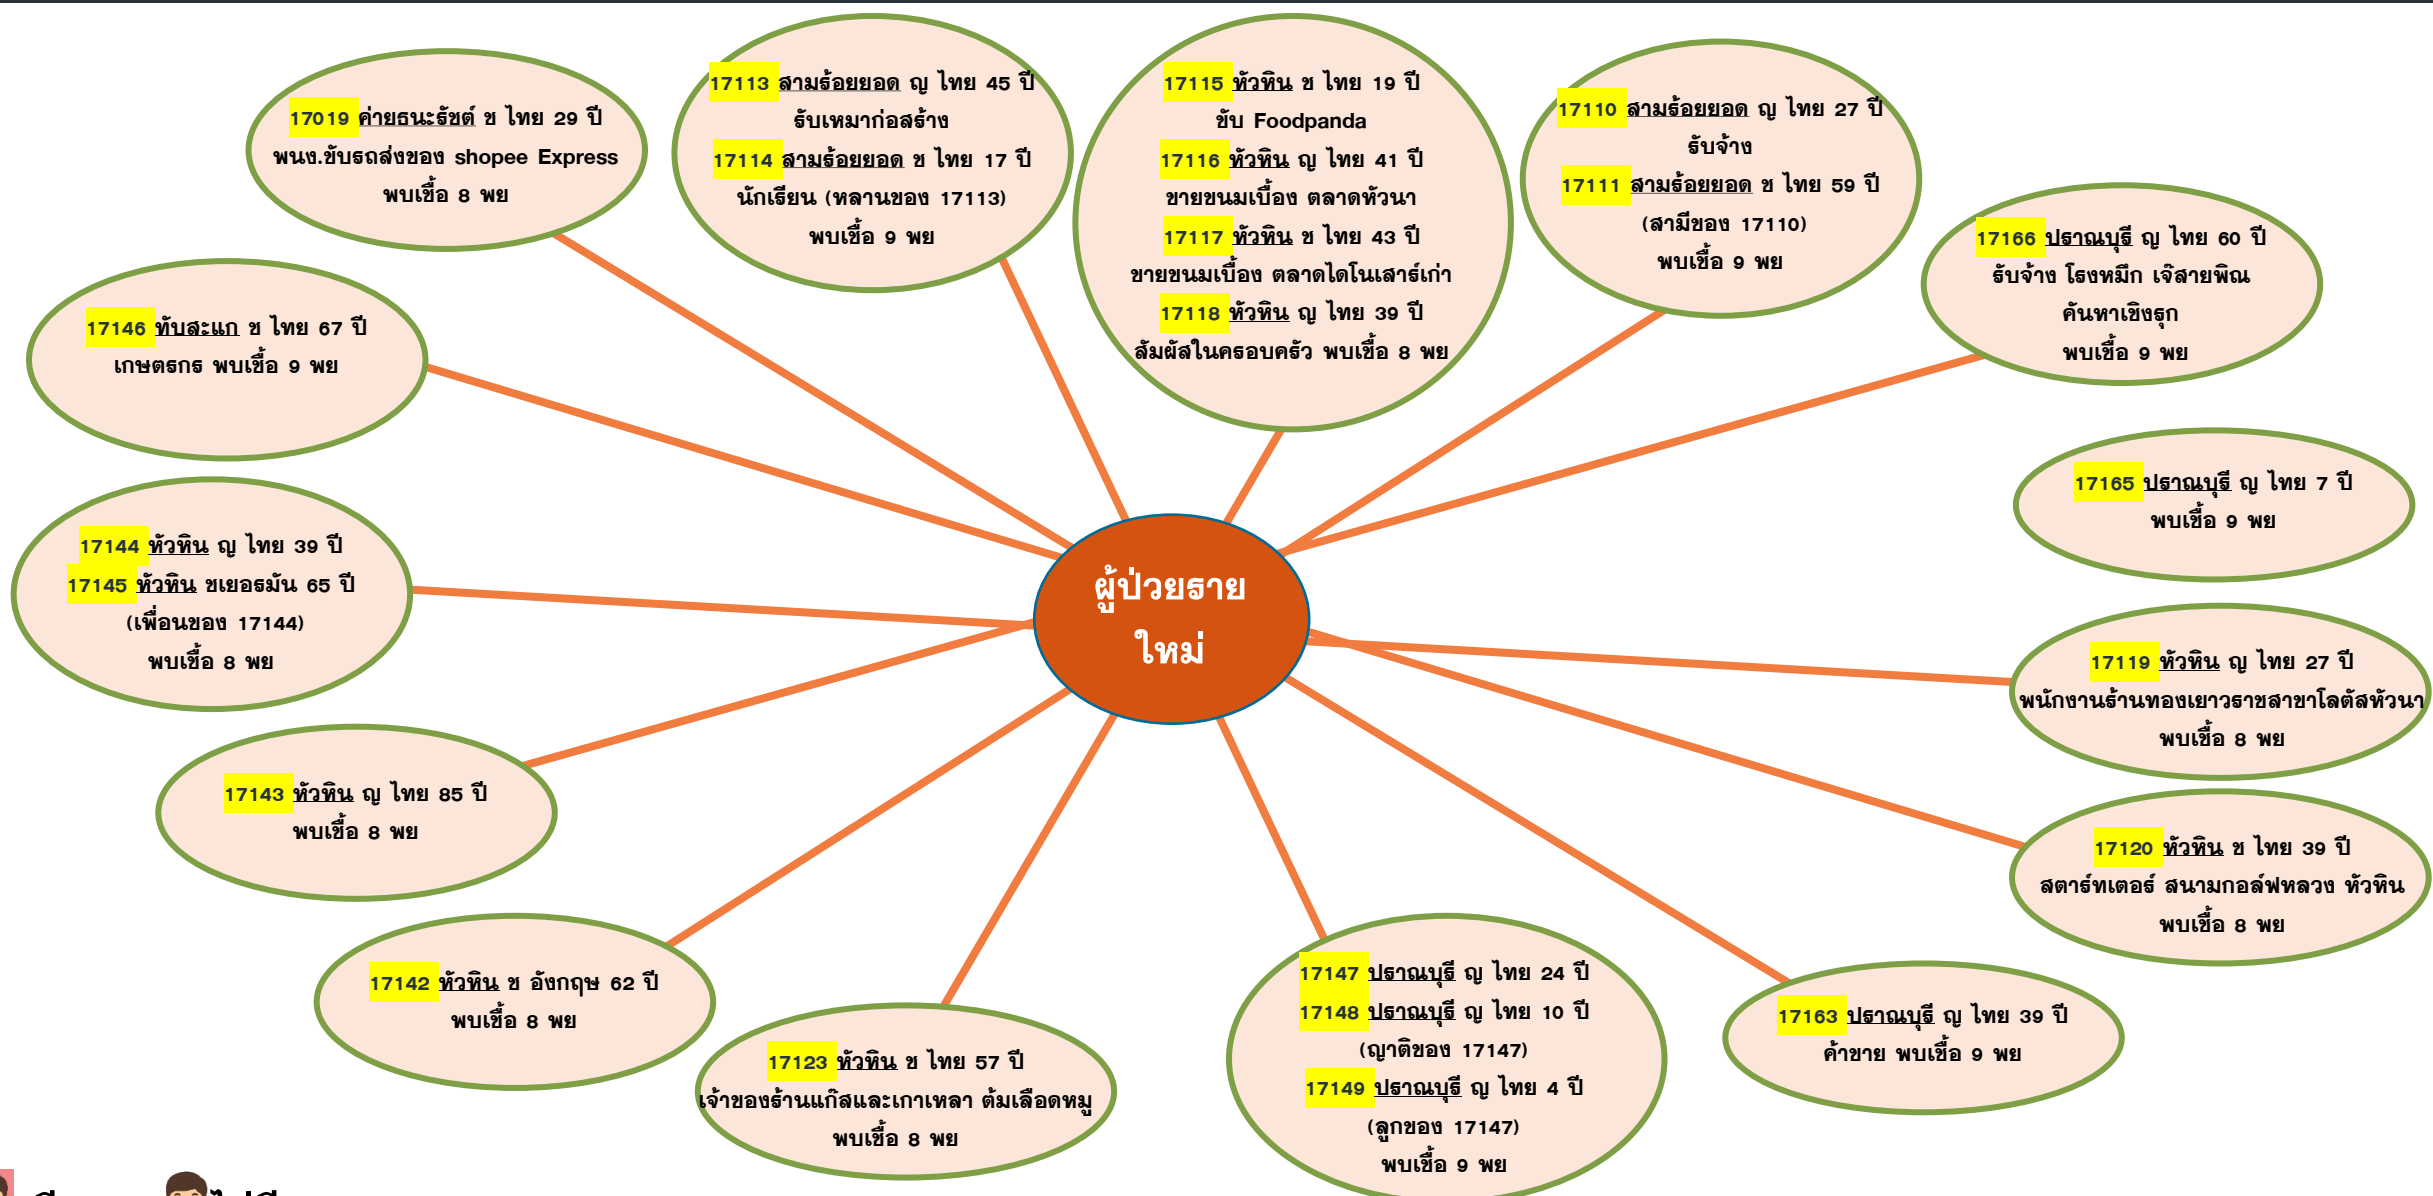 17019 ค่ายธนะรัชต์ ช ไทย 29 ปี
พนง.ขับรถส่งของ shopee Express
พบเชื้อ 8 พย
17113 สามร้อยยอด ญ ไทย 45 ปี
รับเหมาก่อสร้าง
17114 สามร้อยยอด ช ไทย 17 ปี
นักเรียน (หลานของ 17113)
พบเชื้อ 9 พย
17115 หัวหิน ช ไทย 19 ปี
ขับ Foodpanda
17116 หัวหิน ญ ไทย 41 ปี
ขายขนมเบื้อง ตลาดหัวนา
17117 หัวหิน ช ไทย 43 ปี
ขายขนมเบื้อง ตลาดไดโนเสาร์เก่า
17118 หัวหิน ญ ไทย 39 ปี
สัมผัสในครอบครัว พบเชื้อ 8 พย
17110 สามร้อยยอด ญ ไทย 27 ปี
รับจ้าง
17111 สามร้อยยอด ช ไทย 59 ปี
(สามีของ 17110)
พบเชื้อ 9 พย
17166 ปราณบุรี ญ ไทย 60 ปี
รับจ้าง โรงหมึก เจ๊สายพิณ
ค้นหาเชิงรุก
พบเชื้อ 9 พย
17146 ทับสะแก ช ไทย 67 ปี
เกษตรกร พบเชื้อ 9 พย
17165 ปราณบุรี ญ ไทย 7 ปี
พบเชื้อ 9 พย
17144 หัวหิน ญ ไทย 39 ปี
17145 หัวหิน ชเยอรมัน 65 ปี
(เพื่อนของ 17144)
พบเชื้อ 8 พย
ผู้ป่วยราย
ใหม่
17119 หัวหิน ญ ไทย 27 ปี
พนักงานร้านทองเยาวราชสาขาโลตัสหัวนา
พบเชื้อ 8 พย
17143 หัวหิน ญ ไทย 85 ปี
พบเชื้อ 8 พย
17120 หัวหิน ช ไทย 39 ปี
สตาร์ทเตอร์ สนามกอล์ฟหลวง หัวหิน
พบเชื้อ 8 พย
17142 หัวหิน ช อังกฤษ 62 ปี
พบเชื้อ 8 พย
17123 หัวหิน ช ไทย 57 ปี
เจ้าของร้านแก๊สและเกาเหลา ต้มเลือดหมู
พบเชื้อ 8 พย
17147 ปราณบุรี ญ ไทย 24 ปี
17148 ปราณบุรี ญ ไทย 10 ปี
(ญาติของ 17147)
17149 ปราณบุรี ญ ไทย 4 ปี
(ลูกของ 17147)
พบเชื้อ 9 พย
17163 ปราณบุรี ญ ไทย 39 ปี
ค้าขาย พบเชื้อ 9 พย